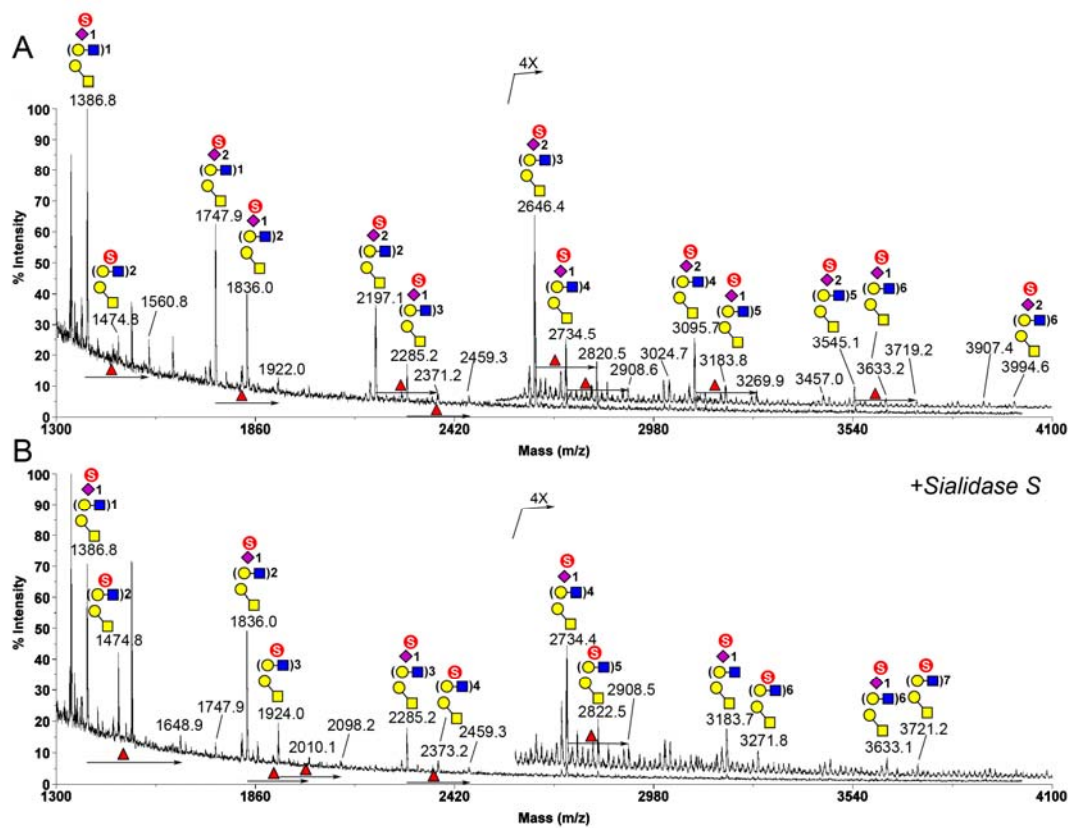 A
4X
S
1
( )1
1386.8
S
2
( )1
1747.9
S
1
( )2
1836.0
S
( )2
1474.8
1560.8
1922.0
S
2
( )2
2197.1
S
1
( )3
2285.2
2371.2
2459.3
S
2
( )3
2646.4
S
1
( )4
2734.5
2820.5
2908.6
3024.7
S
2
( )4
3095.7
S
1
( )5
3183.8
3269.9
3457.0
S
2
( )5
3545.1
S
1
( )6
3633.2
3719.2
3907.4
S
2
( )6
3994.6
% Intensity
100
90
80
70
60
50
40
30
20
10
0
1300 1860 2420 2980 3540 4100
Mass (m/z)
B
+Sialidase S
4X
S
1
( )1
1386.8
S
( )2
1474.8
1648.9
1747.9
S
1
( )2
1836.0
S
( )3
1924.0
2010.1
2098.2
S
1
( )3
2285.2
S
( )4
2373.2
2459.3
S
1
( )4
2734.4
S
( )5
2822.5
2908.5
S
1
(
3183.7
S
( )6
3271.8
S
1
( )6
3633.1
S
( )7
3721.2
% Intensity
100
90
80
70
60
50
40
30
20
10
0
1300 1860 2420 2980 3540 4100
Mass (m/z)